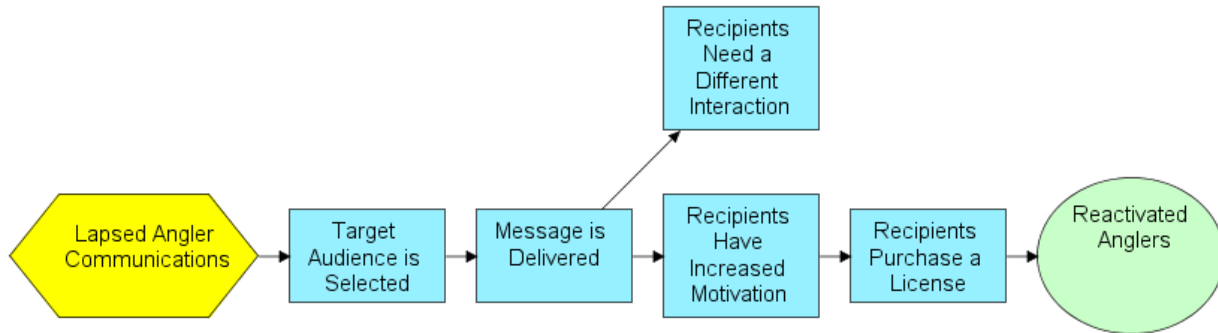 Recipients
Need a
Different
Interaction
Lapsed Angler
Communications
Target
Audience is
Selected
Message is
Delivered
Recipients
Have
Increased
Motivation
Recipients
Purchase a
License
Reactivated
Anglers